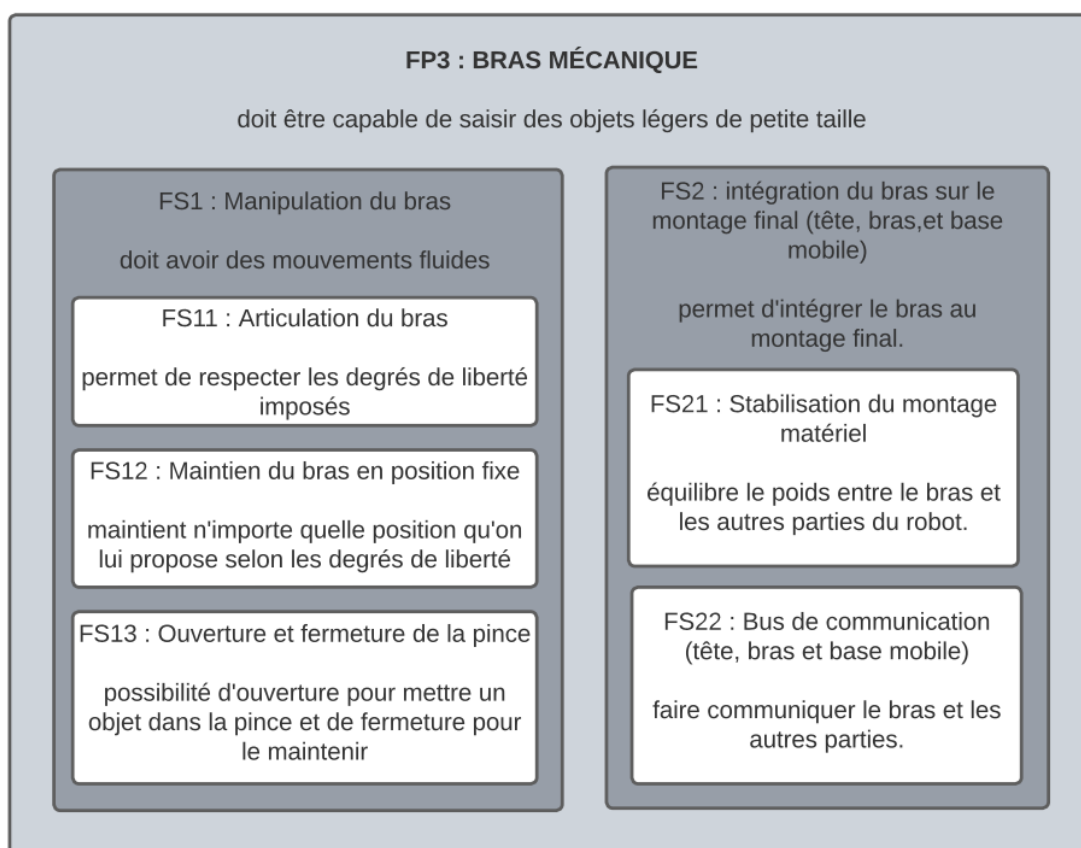 FP3 : BRAS MÉCANIQUE
doit être capable de saisir des objets légers de petite taille
FS1 : Manipulation du bras
doit avoir des mouvements fluides
FS11 : Articulation du bras
permet de respecter les degrés de liberté
imposés
FS12 : Maintien du bras en position fixe
maintient n'importe quelle position qu'on
lui propose selon les degrés de liberté
FS13 : Ouverture et fermeture de la pince
possibilité d'ouverture pour mettre un
objet dans la pince et de fermeture pour
le maintenir
FS2 : intégration du bras sur le
montage final (tête, bras,et base
mobile)
permet d'intégrer le bras au
montage final.
FS21 : Stabilisation du montage
matériel
équilibre le poids entre le bras et
les autres parties du robot.
FS22 : Bus de communication
(tête, bras et base mobile)
faire communiquer le bras et les
autres parties.